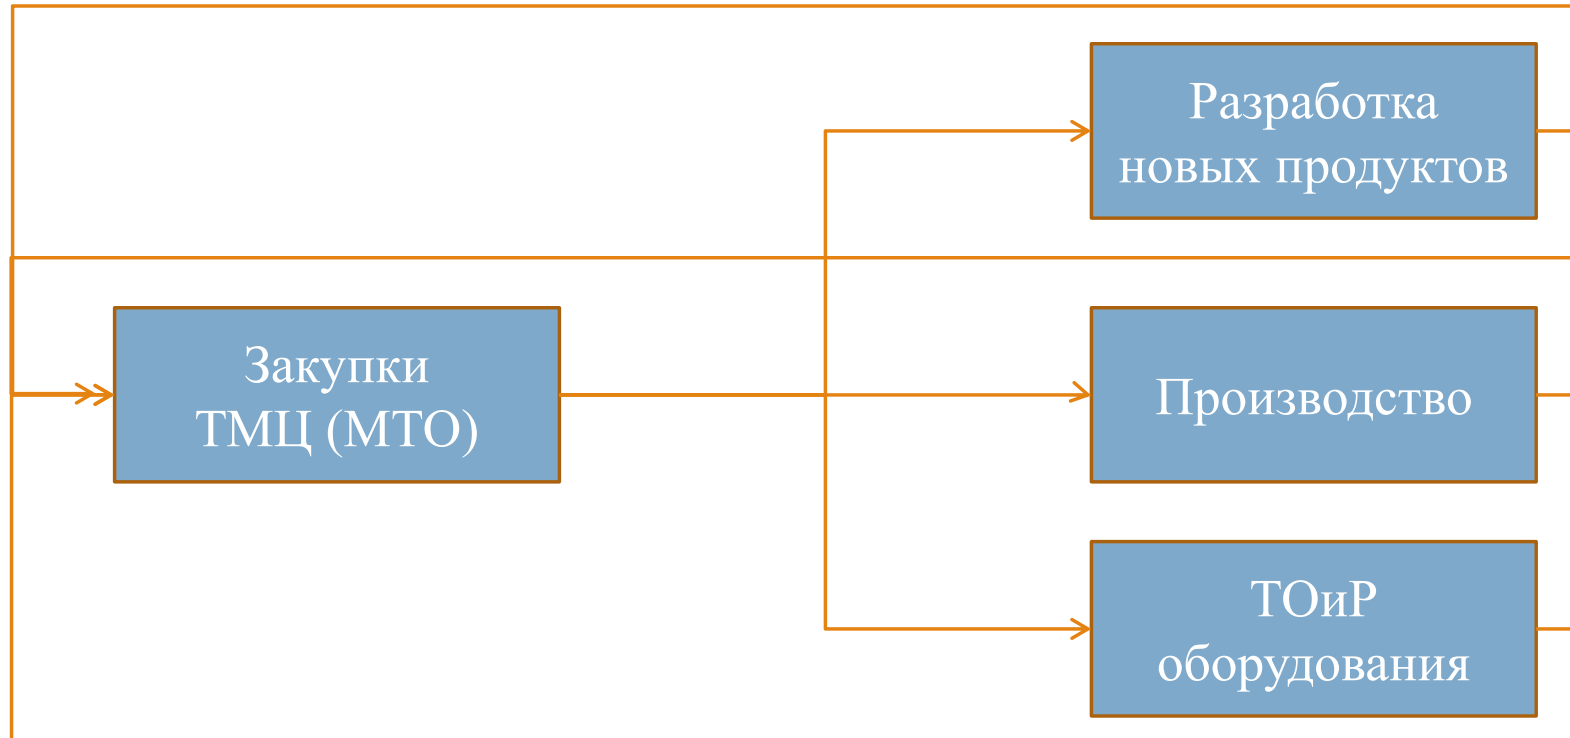 Разработка
новых продуктов
Закупки
ТМЦ (МТО)
Производство
ТОиР
оборудования